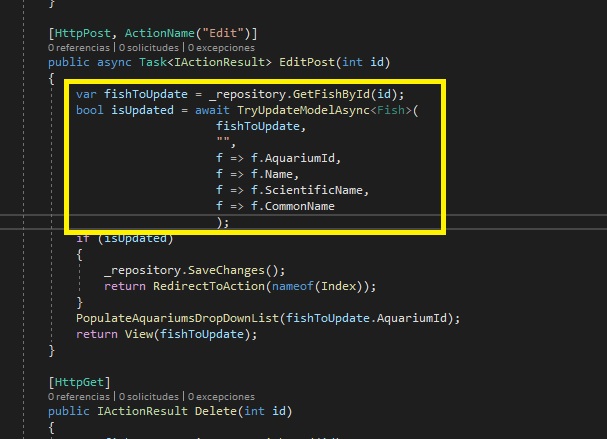 }
[HttpPost, ActionName("Edit")]
0 referencias | 0 solicitudes | 0 excepciones
public async Task<IActionResult> EditPost(int id)
{
var fishToUpdate = _repository.GetFishById(id);
bool isUpdated = await TryUpdateModelAsync<Fish>(
fishToUpdate,
"",
f => f.AquariumId,
f => f.Name,
f => f.ScientificName,
f => f.CommonName
);
if (isUpdated)
{
_repository.SaveChanges();
return RedirectToAction(nameof(Index));
}
PopulateAquariumsDropDownList(fishToUpdate.AquariumId);
return View(fishToUpdate);
}
[HttpGet]
0 referencias | 0 solicitudes | 0 excepciones
public IActionResult Delete(int id)
{